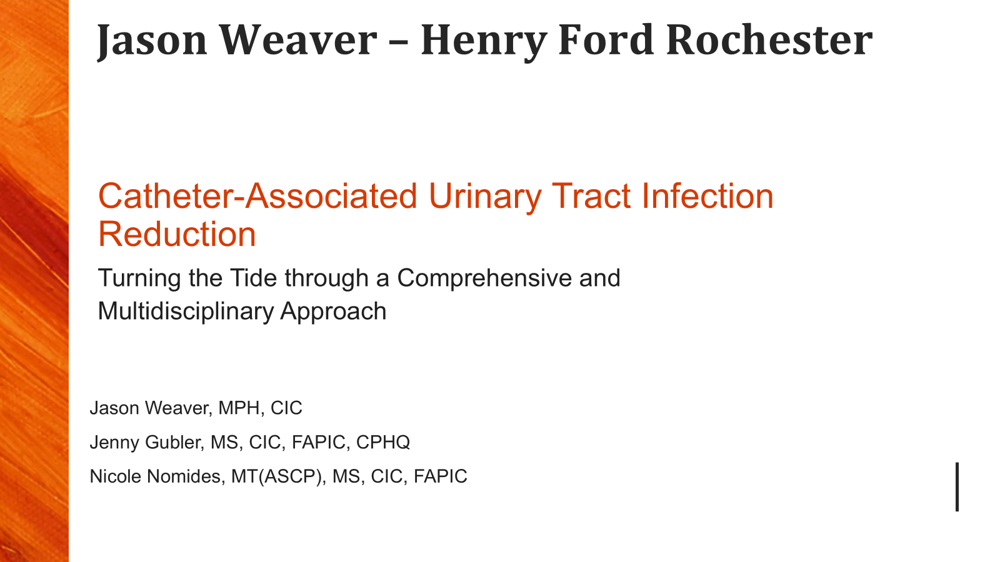 Jason Weaver – Henry Ford Rochester
Catheter-Associated Urinary Tract Infection
Reduction
Turning the Tide through a Comprehensive and
Multidisciplinary Approach
Jason Weaver, MPH, CIC
Jenny Gubler, MS, CIC, FAPIC, CPHQ
Nicole Nomides, MT(ASCP), MS, CIC, FAPIC